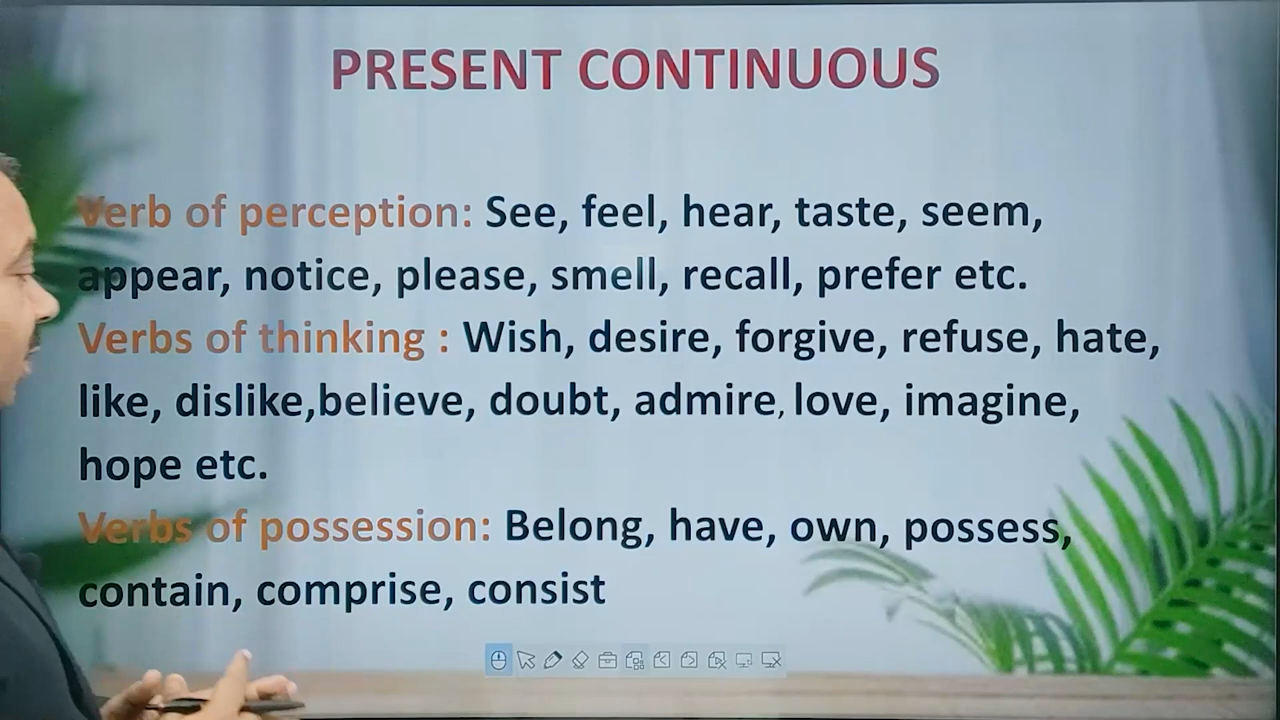 PRESENT CONTINUOUS
Verb of perception: See, feel, hear, taste, seem,
appear, notice, please, smell, recall, prefer etc.
Verbs of thinking : Wish, desire, forgive, refuse, hate,
like, dislike,believe, doubt, admire, love, imagine,
hope etc.
Verbs of possession: Belong, have, own, possess,
contain, comprise, consist